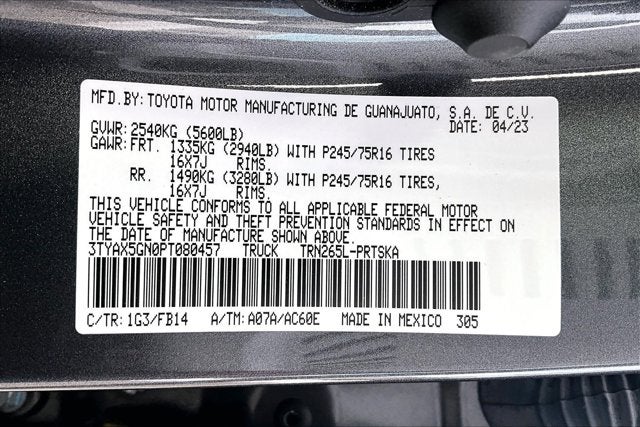 MFD.BY: TOYOTA MOTOR MANUFACTURING DE GUANAJUATO, S.A. DE C.V.
DATE: 04/23
GVWR: 2540KG (5600LB)
GAWR: FRT. 1335KG (2940LB) WITH P245/75R16 TIRES
16X7J RIMS
RR. 1490KG (3280LB) WITH P245/75R16 TIRES,
16X7J RIMS.
THIS VEHICLE CONFORMS TO ALL APPLICABLE FEDERAL MOTOR
VEHICLE SAFETY AND THEFT PREVENTION STANDARDS IN EFFECT ON
THE DATE OF MANUFACTURE SHOWN ABOVE.
3TYAX5GN0PT080457 TRUCK TRN265L-PRTSKA
C/TR: 1G3/FB14 A/TM: A07A/AC60E MADE IN MEXICO 305